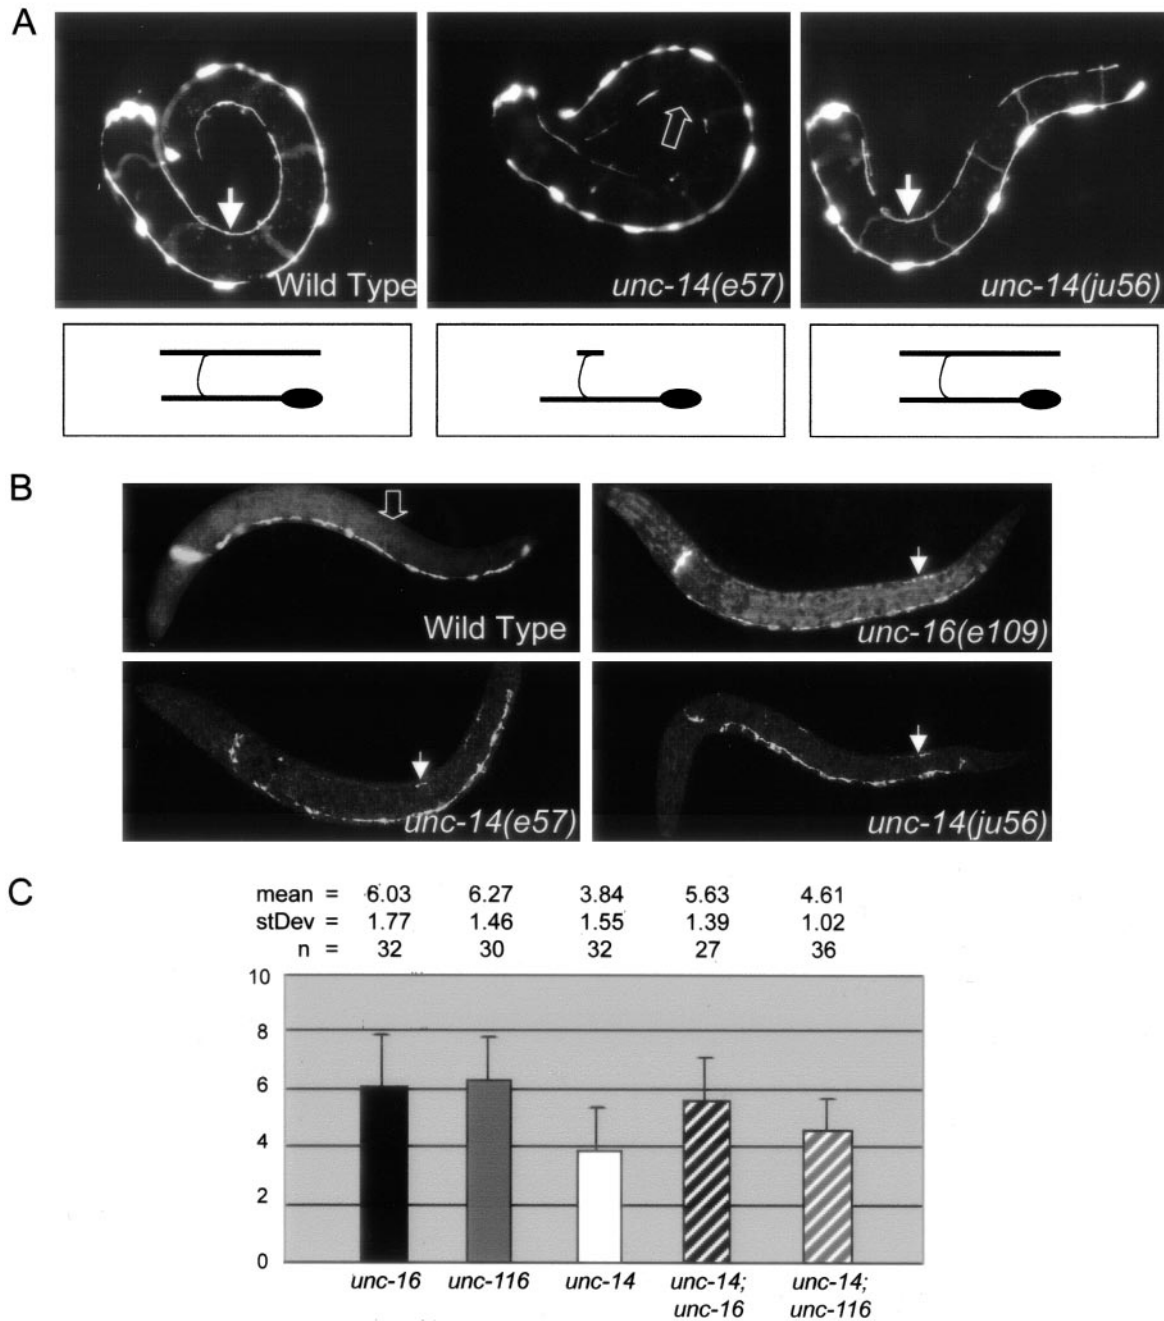 A
Wild Type
unc-14(e57)
unc-14(ju56)
B
Wild Type
unc-16(e109)
unc-14(e57)
unc-14(ju56)
C
mean = 6.03 6.27 3.84 5.63 4.61
stDev = 1.77 1.46 1.55 1.39 1.02
n = 32 30 32 27 36
10
8
6
4
2
0
unc-16 unc-116 unc-14 unc-14; unc-14;
unc-16 unc-116